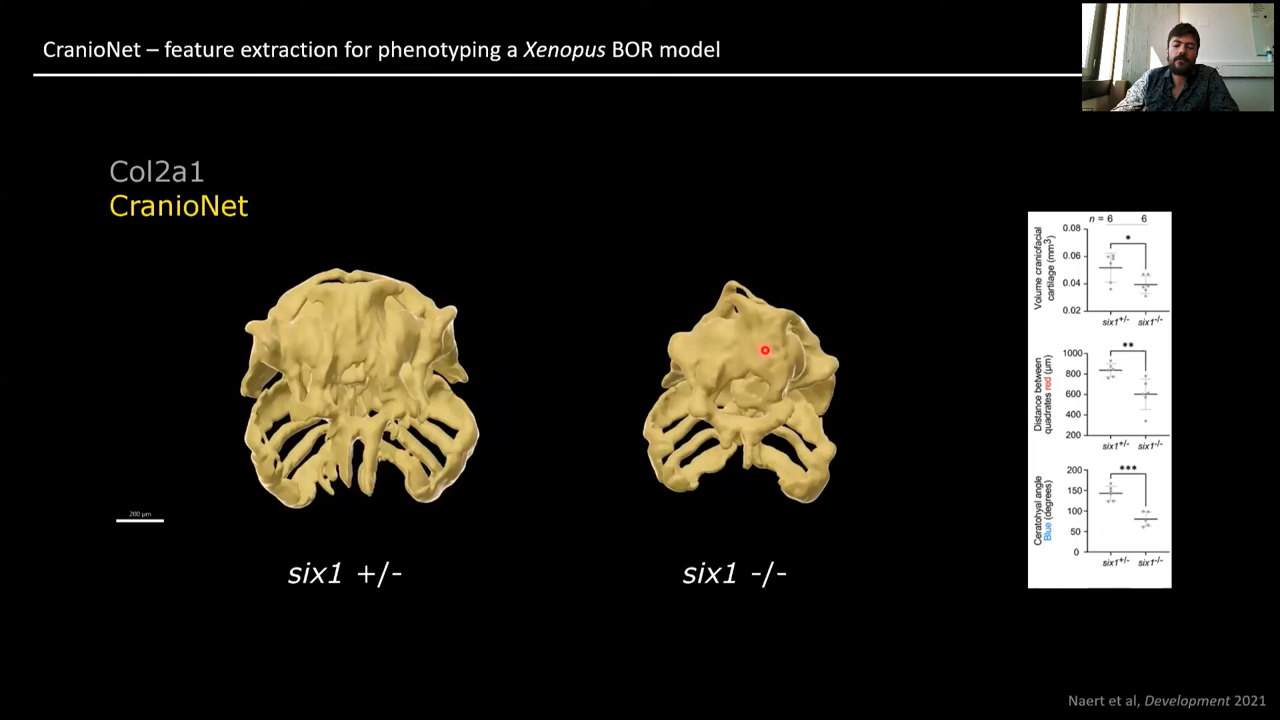 CranioNet – feature extraction for phenotyping a Xenopus BOR model
Col2a1
CranioNet
200 µm
six1 +/-
six1 -/-
n = 6 6
Volume craniofacial
cartilage (mm³)
*
0.08
0.06
0.04
0.02
six1+/- six1-/-
Distance between
quadrates red (µm)
**
1000
800
600
400
200
six1+/- six1-/-
Ceratohyal angle
Blue (degrees)
***
200
150
100
50
0
six1+/- six1-/-
Naert et al, Development 2021